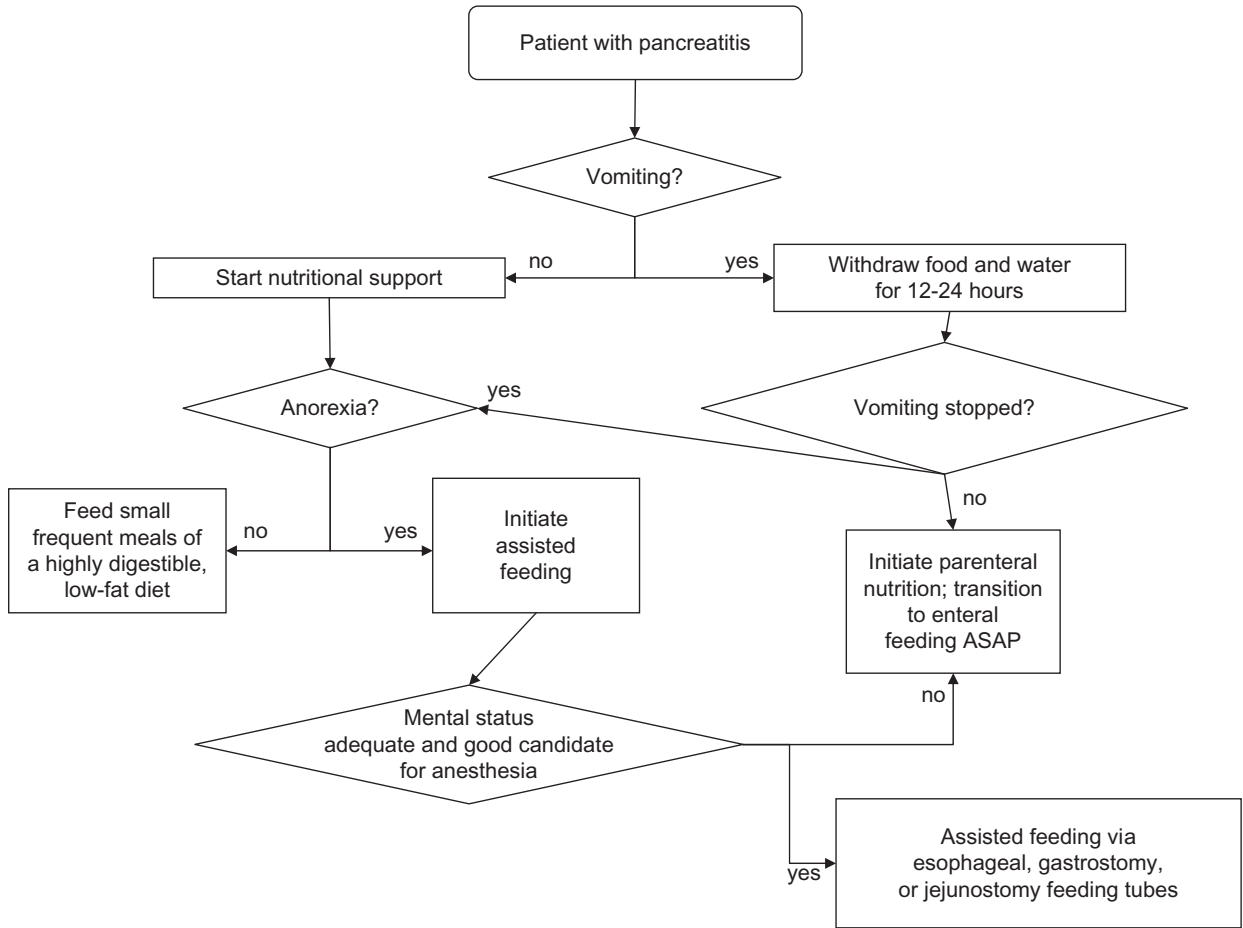 Patient with pancreatitis
Vomiting?
no
yes
Start nutritional support
Withdraw food and water
for 12-24 hours
Anorexia?
yes
Vomiting stopped?
no
Feed small
frequent meals of
a highly digestible,
low-fat diet
no
yes
Initiate
assisted
feeding
Initiate parenteral
nutrition; transition
to enteral
feeding ASAP
no
Mental status
adequate and good candidate
for anesthesia
yes
Assisted feeding via
esophageal, gastrostomy,
or jejunostomy feeding tubes